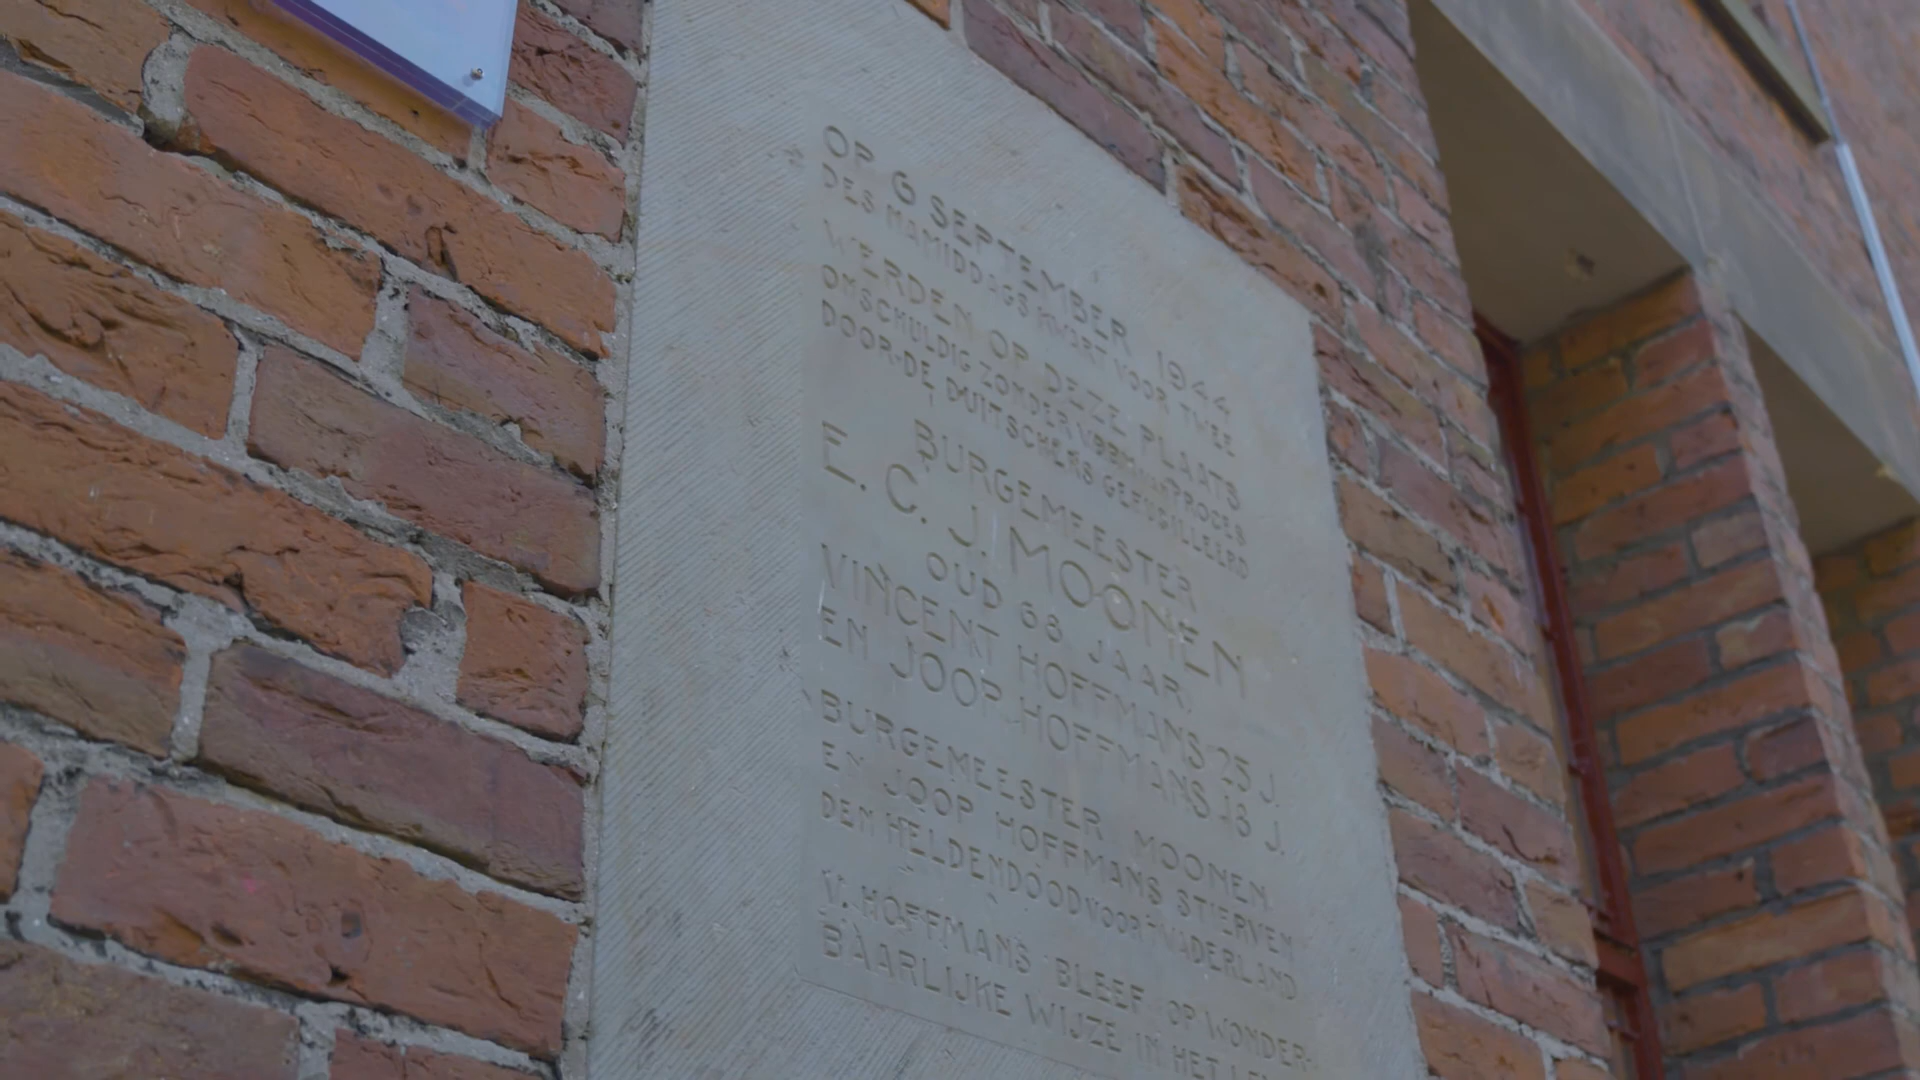 OP 6 SEPTEMBER 1944
DES NAMIDDAGS KWART VOOR TWEE
WERDEN OP DEZE PLAATS
ONSCHULDIG ZONDER VORM VAN PROCES
DOOR DE DUITSCHERS GEFUSILLEERD
BURGEMEESTER
E. C. J. MOONEN
OUD 68 JAAR,
VINCENT HOFFMANS 25 J.
EN JOOP HOFFMANS 18 J.
BURGEMEESTER MOONEN
EN JOOP HOFFMANS STIERVEN
DEN HELDENDOOD VOOR 'T VADERLAND
V. HOFFMANS BLEEF OP WONDER-
BAARLIJKE WIJZE IN HET